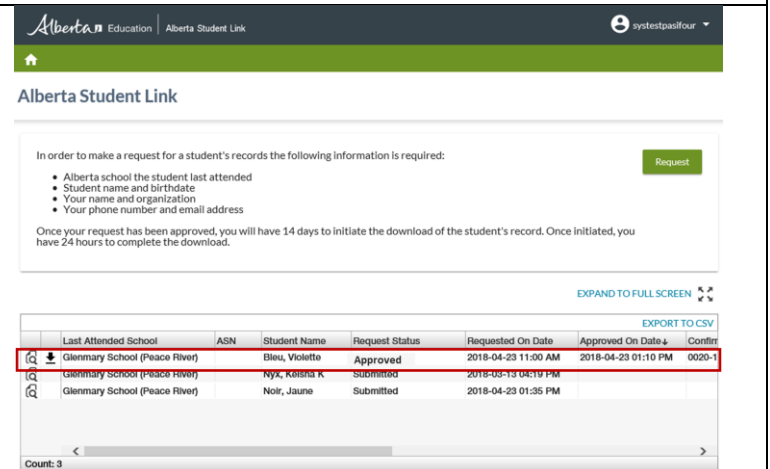 Alberta Education Alberta Student Link systestpasifour
Alberta Student Link
In order to make a request for a student's records the following information is required:
Request
• Alberta school the student last attended
• Student name and birthdate
• Your name and organization
• Your phone number and email address
Once your request has been approved, you will have 14 days to initiate the download of the student's record. Once initiated, you
have 24 hours to complete the download.
EXPAND TO FULL SCREEN
EXPORT TO CSV
Last Attended School ASN Student Name Request Status Requested On Date Approved On Date↓ Confirm
Glenmary School (Peace River) Bleu, Violette Approved 2018-04-23 11:00 AM 2018-04-23 01:10 PM 0020-1
Glenmary School (Peace River) Nyx, Keisha K Submitted 2018-03-13 04:19 PM
Glenmary School (Peace River) Noir, Jaune Submitted 2018-04-23 01:35 PM
Count: 3